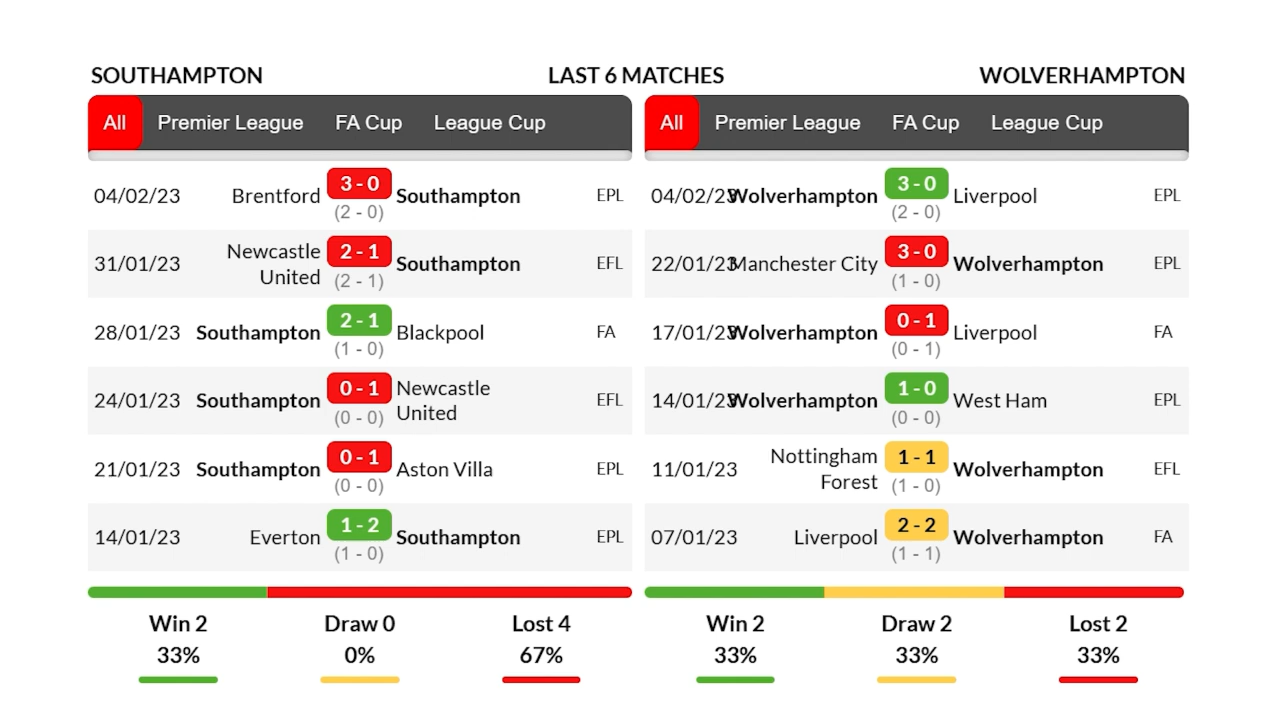 SOUTHAMPTON LAST 6 MATCHES WOLVERHAMPTON
All Premier League FA Cup League Cup
04/02/23 Brentford 3 - 0 Southampton EPL
(2 - 0)
31/01/23 Newcastle United 2 - 1 Southampton EFL
(2 - 1)
28/01/23 Southampton 2 - 1 Blackpool FA
(1 - 0)
24/01/23 Southampton 0 - 1 Newcastle United EFL
(0 - 0)
21/01/23 Southampton 0 - 1 Aston Villa EPL
(0 - 0)
14/01/23 Everton 1 - 2 Southampton EPL
(1 - 0)
Win 2 Draw 0 Lost 4
33% 0% 67%
All Premier League FA Cup League Cup
04/02/23 Wolverhampton 3 - 0 Liverpool EPL
(2 - 0)
22/01/23 Manchester City 3 - 0 Wolverhampton EPL
(1 - 0)
17/01/23 Wolverhampton 0 - 1 Liverpool FA
(0 - 1)
14/01/23 Wolverhampton 1 - 0 West Ham EPL
(0 - 0)
11/01/23 Nottingham Forest 1 - 1 Wolverhampton EFL
(1 - 0)
07/01/23 Liverpool 2 - 2 Wolverhampton FA
(1 - 1)
Win 2 Draw 2 Lost 2
33% 33% 33%